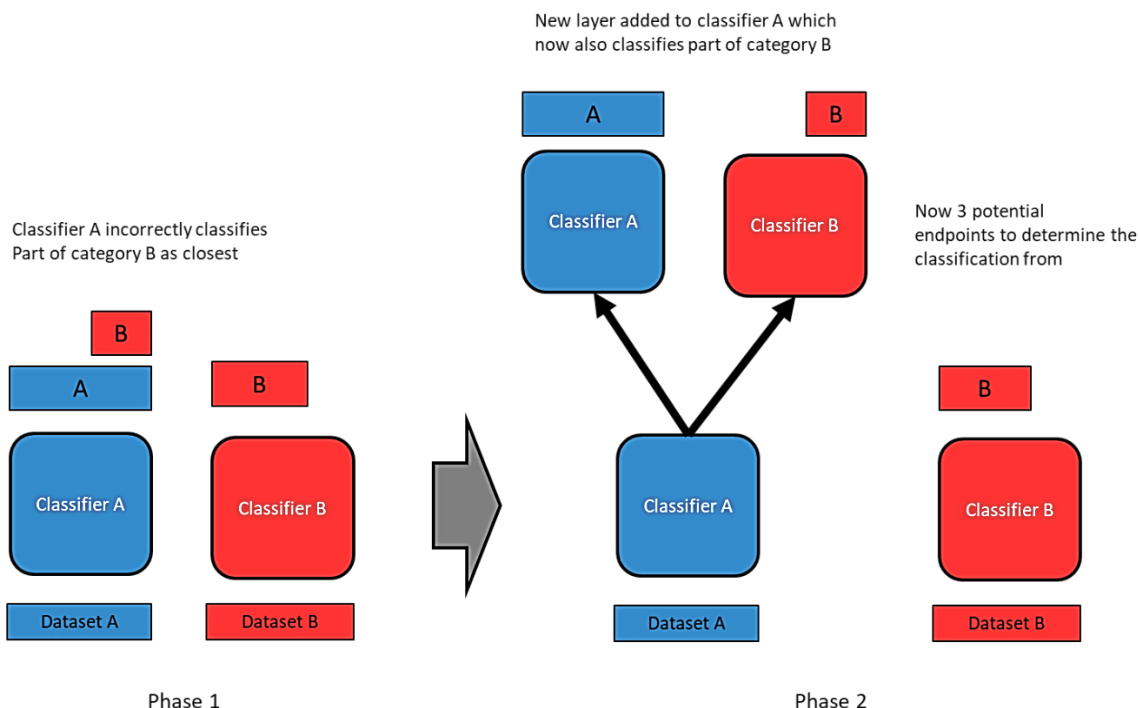 New layer added to classifier A which
now also classifies part of category B
A
B
Classifier A
Classifier B
Classifier A incorrectly classifies
Part of category B as closest
Now 3 potential
endpoints to determine the
classification from
B
A
B
B
Classifier A
Classifier B
Classifier A
Classifier B
Dataset A
Dataset B
Dataset A
Dataset B
Phase 1
Phase 2